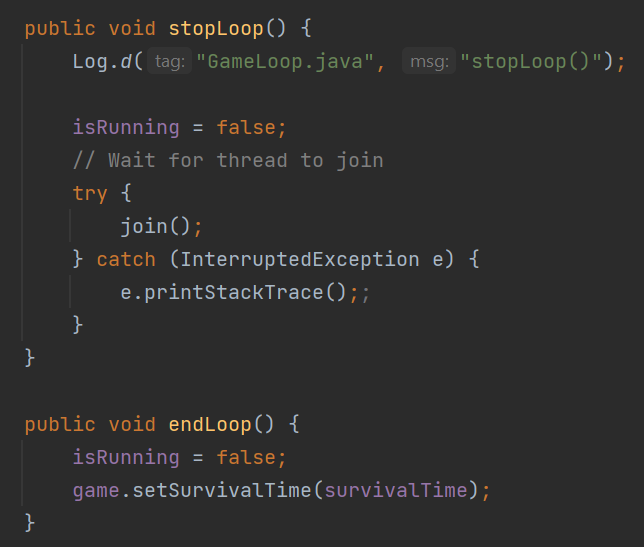 public void stopLoop() {
Log.d( tag: "GameLoop.java", msg: "stopLoop()");
isRunning = false;
// Wait for thread to join
try {
join();
} catch (InterruptedException e) {
e.printStackTrace();;
}
}
public void endLoop() {
isRunning = false;
game.setSurvivalTime(survivalTime);
}